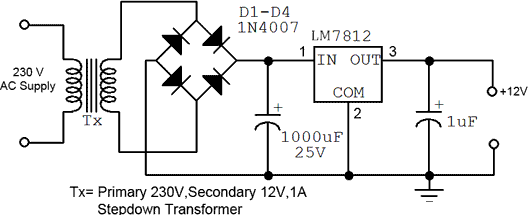 D1-D4
1N4007
LM7812
230 V
AC Supply
Tx
1
IN OUT
3
COM
2
+
1000uF
25V
+
1uF
+12V
Tx= Primary 230V,Secondary 12V,1A
Stepdown Transformer